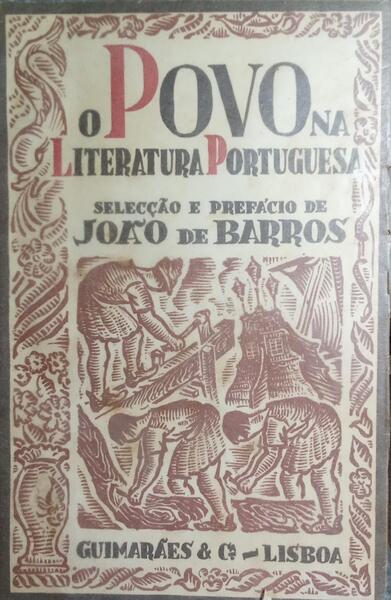 O POVO NA
LITERATURA PORTUGUESA
SELECÇÃO E PREFÁCIO DE
JOÃO DE BARROS
GUIMARÃES & Cª - LISBOA